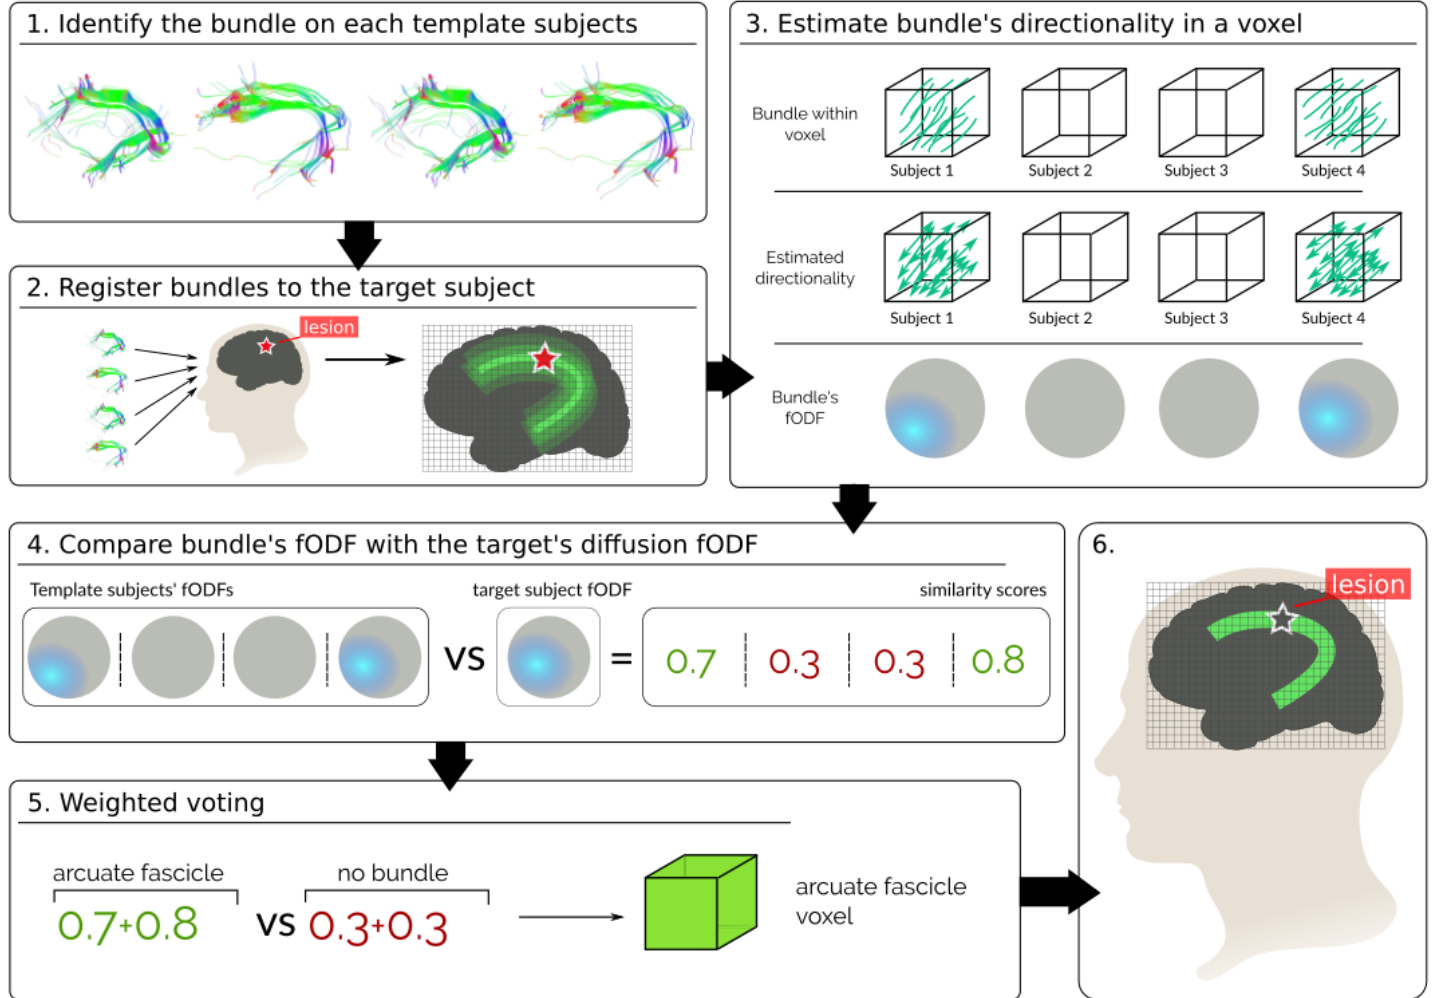 1. Identify the bundle on each template subjects
2. Register bundles to the target subject
lesion
3. Estimate bundle's directionality in a voxel
Bundle within
voxel
Subject 1
Subject 2
Subject 3
Subject 4
Estimated
directionality
Subject 1
Subject 2
Subject 3
Subject 4
Bundle's
fODF
4. Compare bundle's fODF with the target's diffusion fODF
Template subjects' fODFs
target subject fODF
similarity scores
VS
=
0.7
0.3
0.3
0.8
5. Weighted voting
arcuate fascicle
no bundle
0.7+0.8
VS
0.3+0.3
arcuate fascicle
voxel
6.
lesion